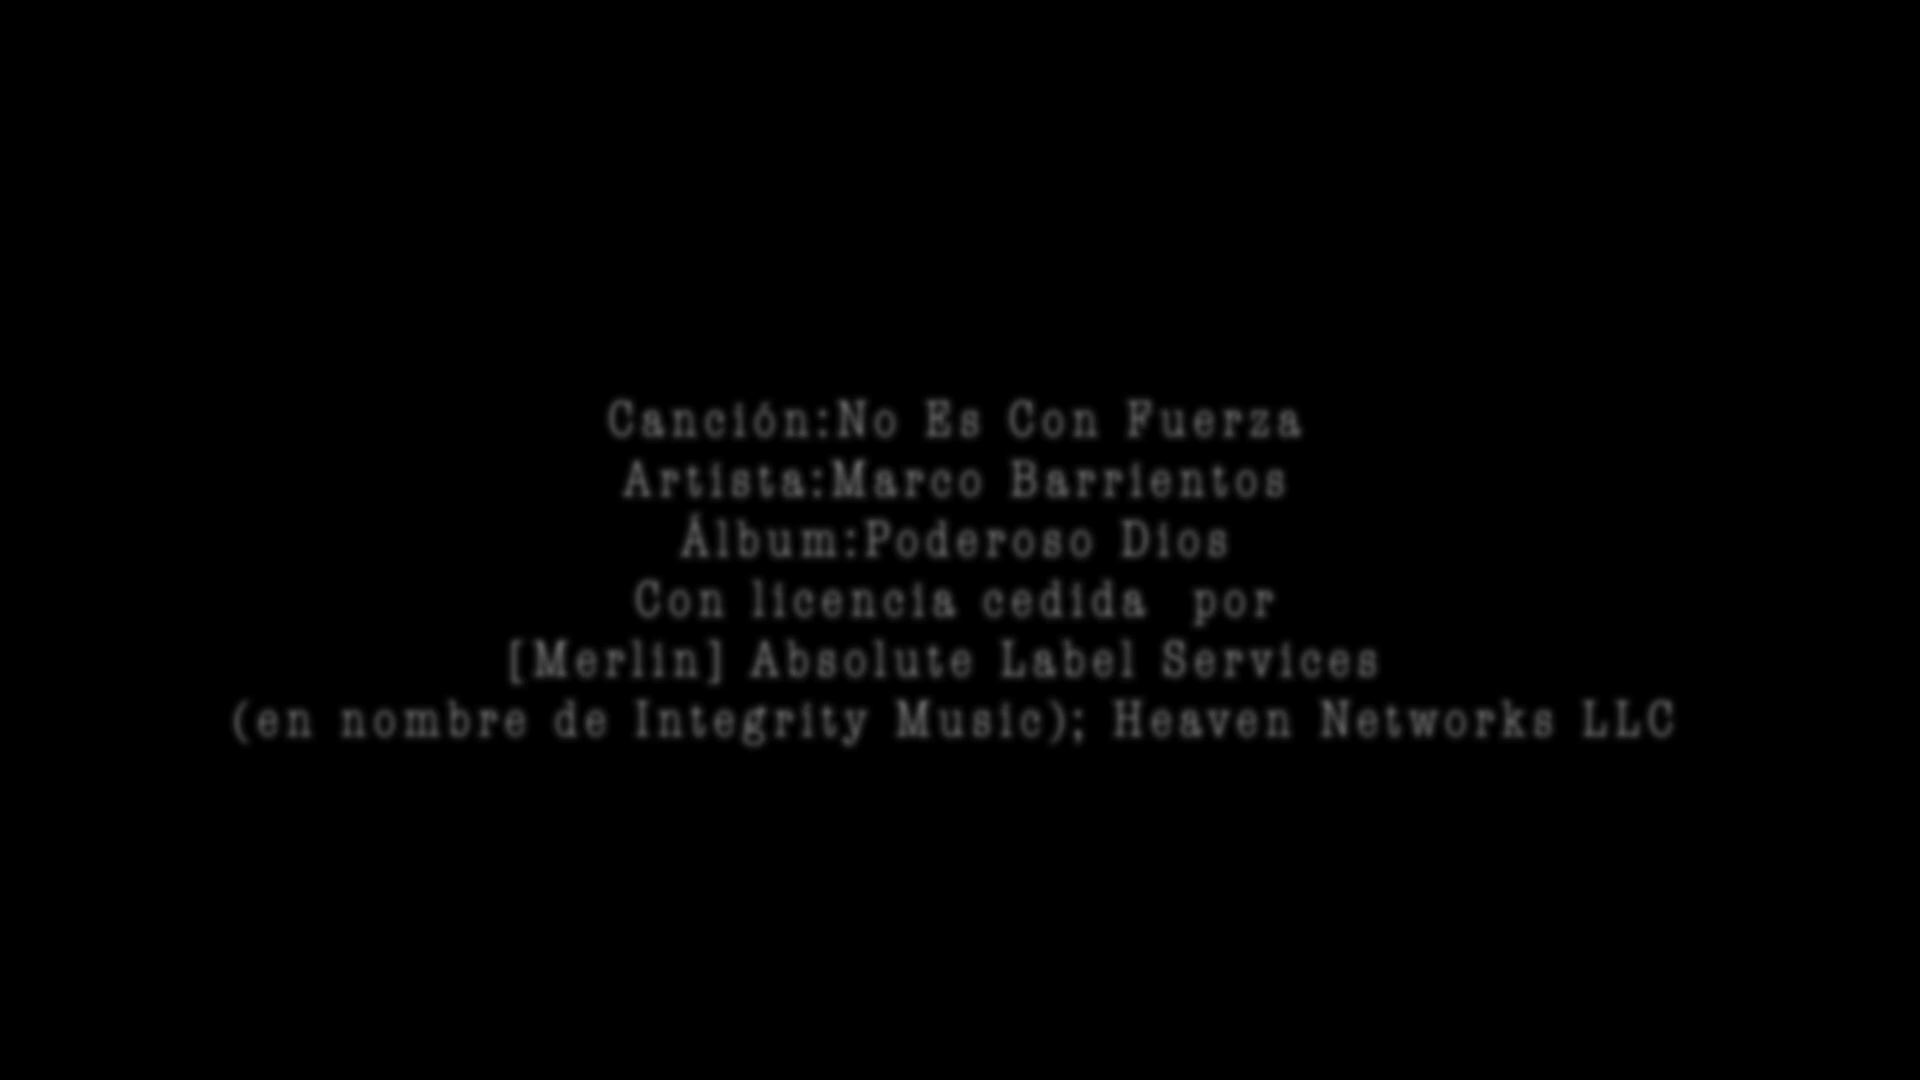 Canción:No Es Con Fuerza
Artista:Marco Barrientos
Álbum:Poderoso Dios
Con licencia cedida  por
[Merlin] Absolute Label Services
(en nombre de Integrity Music); Heaven Networks LLC